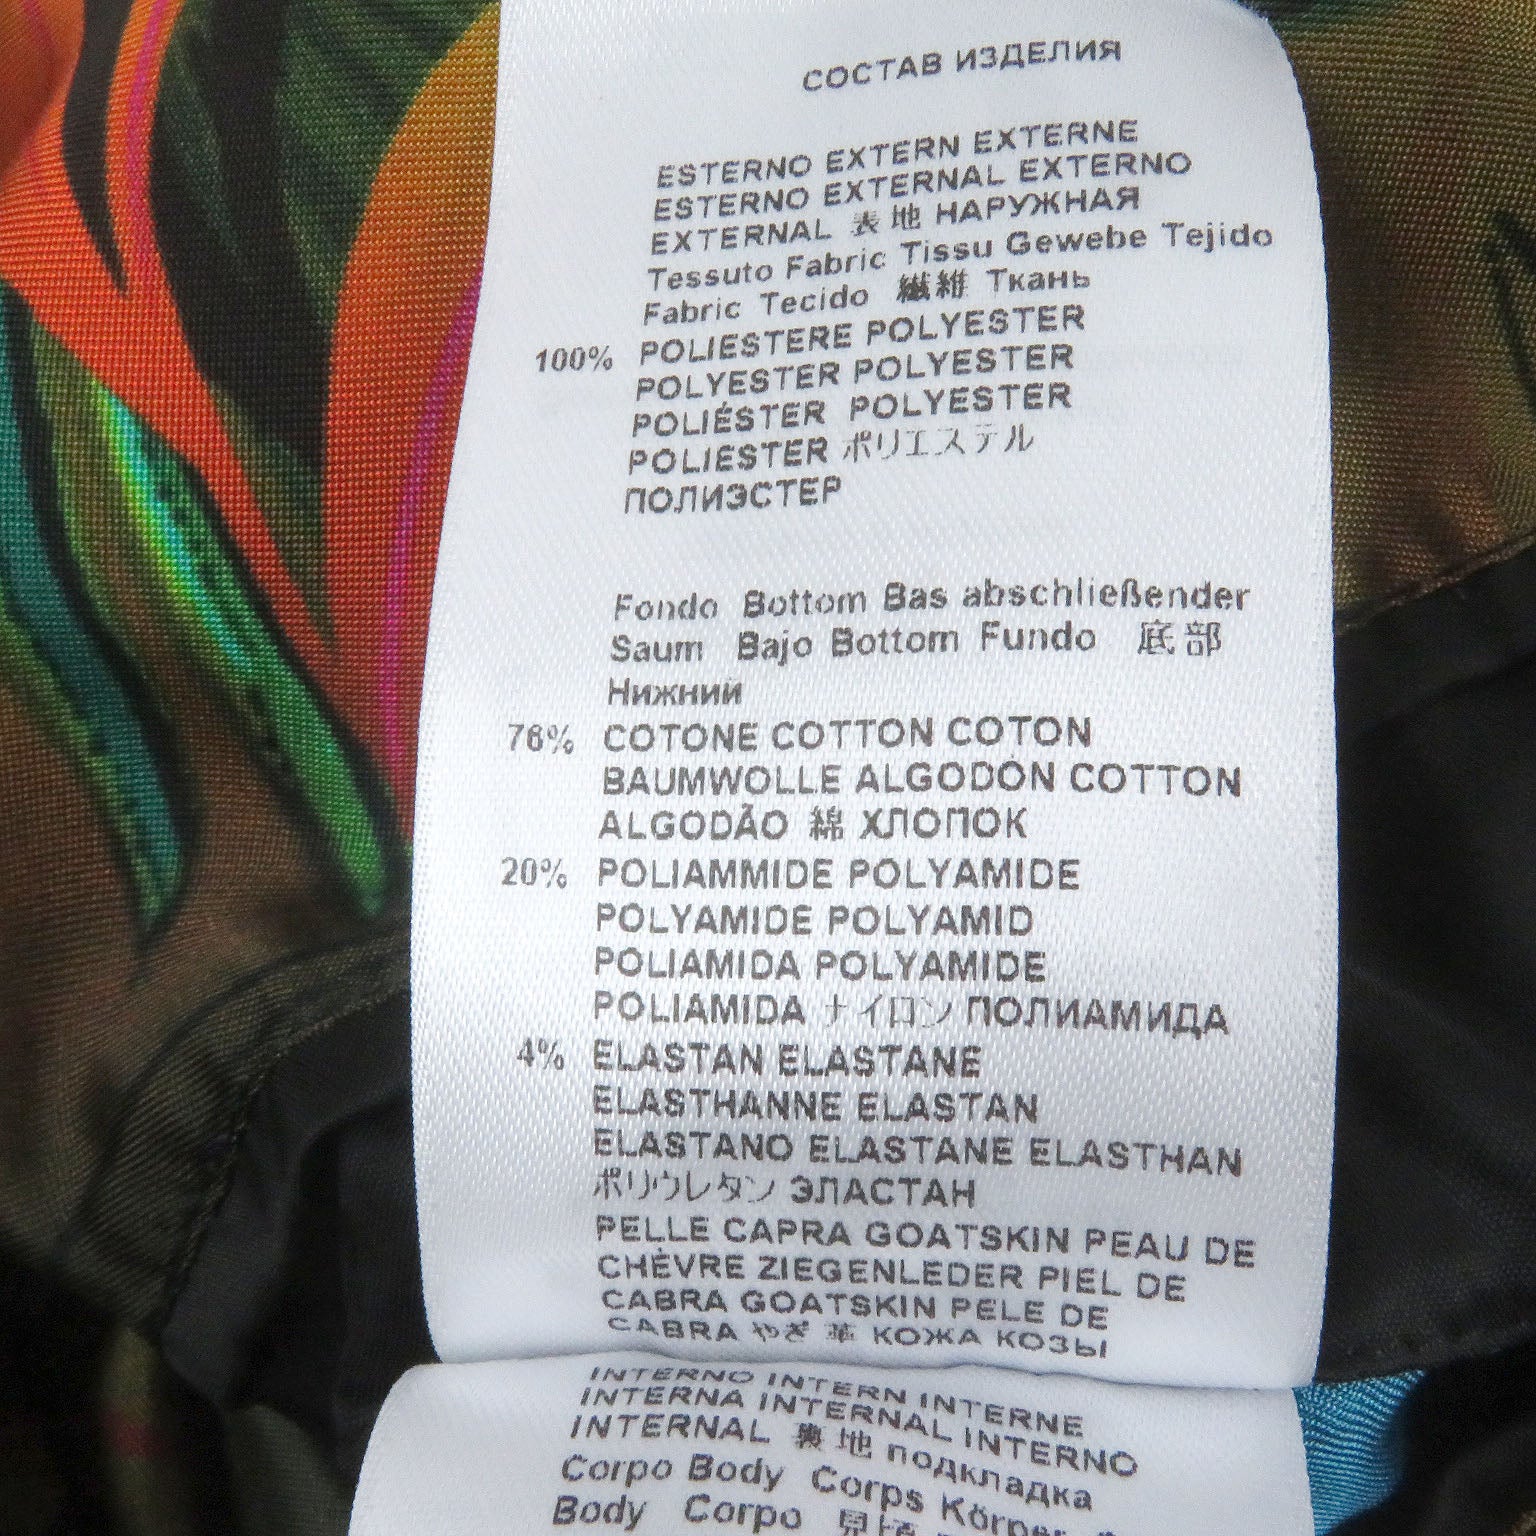 СОСТАВ ИЗДЕЛИЯ
ESTERNO EXTERN EXTERNE
ESTERNO EXTERNAL EXTERNO
EXTERNAL 表地 НАРУЖНАЯ
Tessuto Fabric Tissu Gewebe Tejido
Fabric Tecido 繊維 Ткань
100% POLIESTERE POLYESTER
POLYESTER POLYESTER
POLIÉSTER POLYESTER
POLIÉSTER ポリエステル
ПОЛИЭСТЕР
Fondo Bottom Bas abschließender
Saum Bajo Bottom Fundo 底部
Нижний
76% COTONE COTTON COTON
BAUMWOLLE ALGODÓN COTTON
ALGODÃO 綿 ХЛОПОК
20% POLIAMMIDE POLYAMIDE
POLYAMIDE POLYAMID
POLIAMIDA POLYAMIDE
POLIAMIDA ナイロン ПОЛИАМИДА
4% ELASTAN ELASTANE
ELASTHANNE ELASTAN
ELASTANO ELASTANE ELASTHAN
ポリウレタン ЭЛАСТАН
PELLE CAPRA GOATSKIN PEAU DE
CHÈVRE ZIEGENLEDER PIEL DE
CABRA GOATSKIN PELE DE
CABRA やぎ 革 КОЖА КОЗЫ
INTERNO INTERN INTERNE
INTERNA INTERNAL INTERNO
INTERNAL 裏地 подкладка
Corpo Body Corps Körper
Body Corpo 見頃